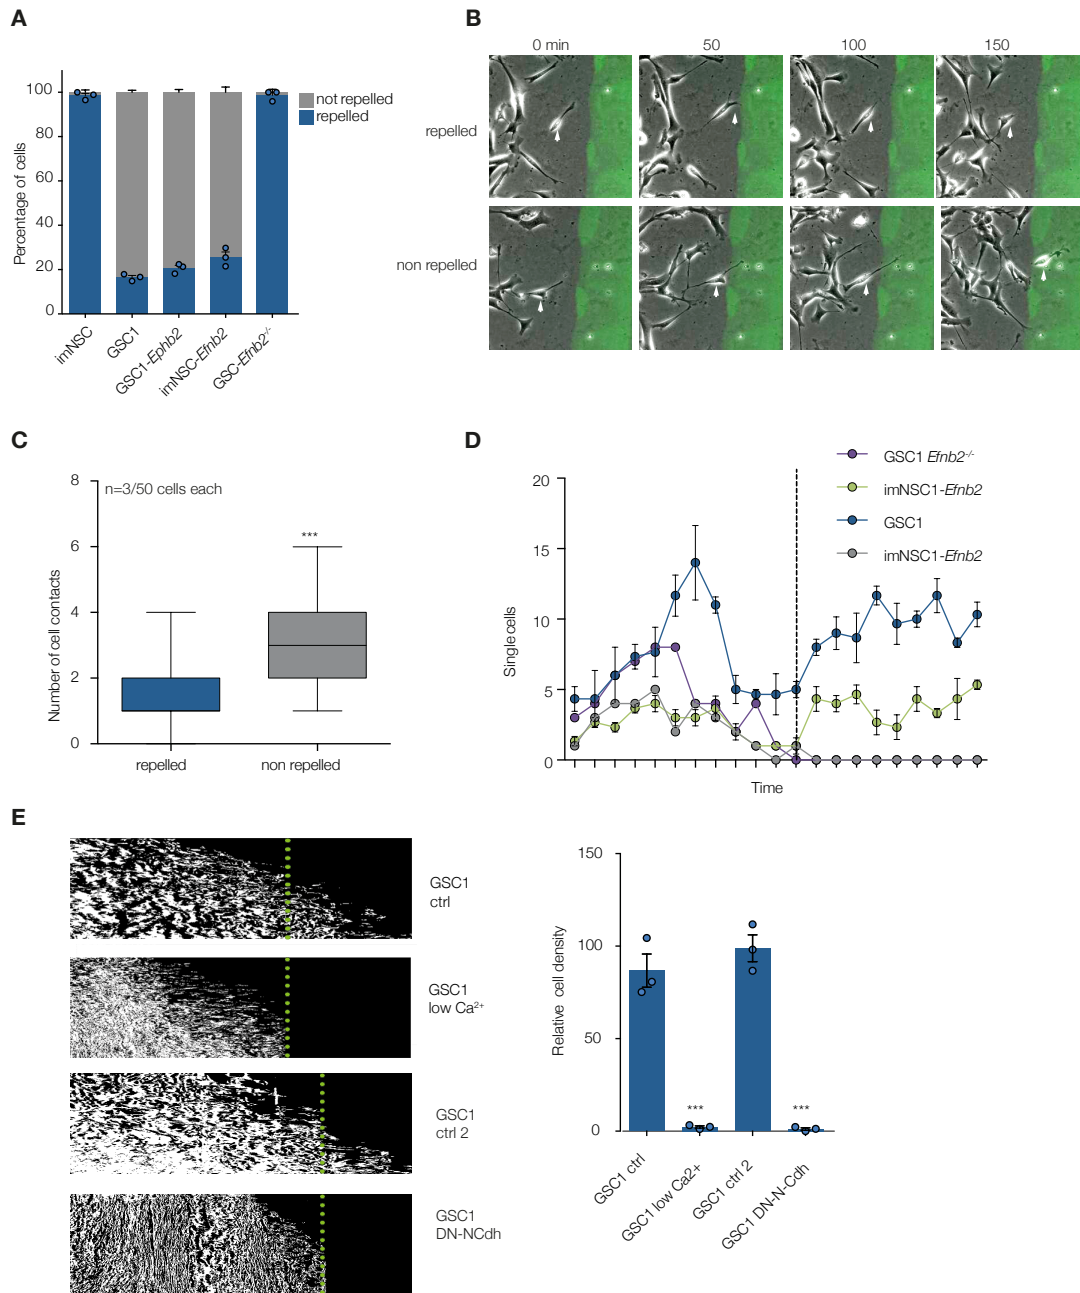 A
100
80
60
40
20
0
Percentage of cells
not repelled
repelled
imNSC
GSC1
GSC1-Ephb2
imNSC-Efnb2
GSC-Efnb2-/-
B
0 min
50
100
150
repelled
non repelled
C
n=3/50 cells each
***
8
6
4
2
0
Number of cell contacts
repelled
non repelled
D
GSC1 Efnb2-/-
imNSC1-Efnb2
GSC1
imNSC1-Efnb2
20
15
10
5
0
Single cells
Time
E
GSC1
ctrl
GSC1
low Ca2+
GSC1
ctrl 2
GSC1
DN-NCdh
150
100
50
0
Relative cell density
***
***
GSC1 ctrl
GSC1 low Ca2+
GSC1 ctrl 2
GSC1 DN-N-Cdh